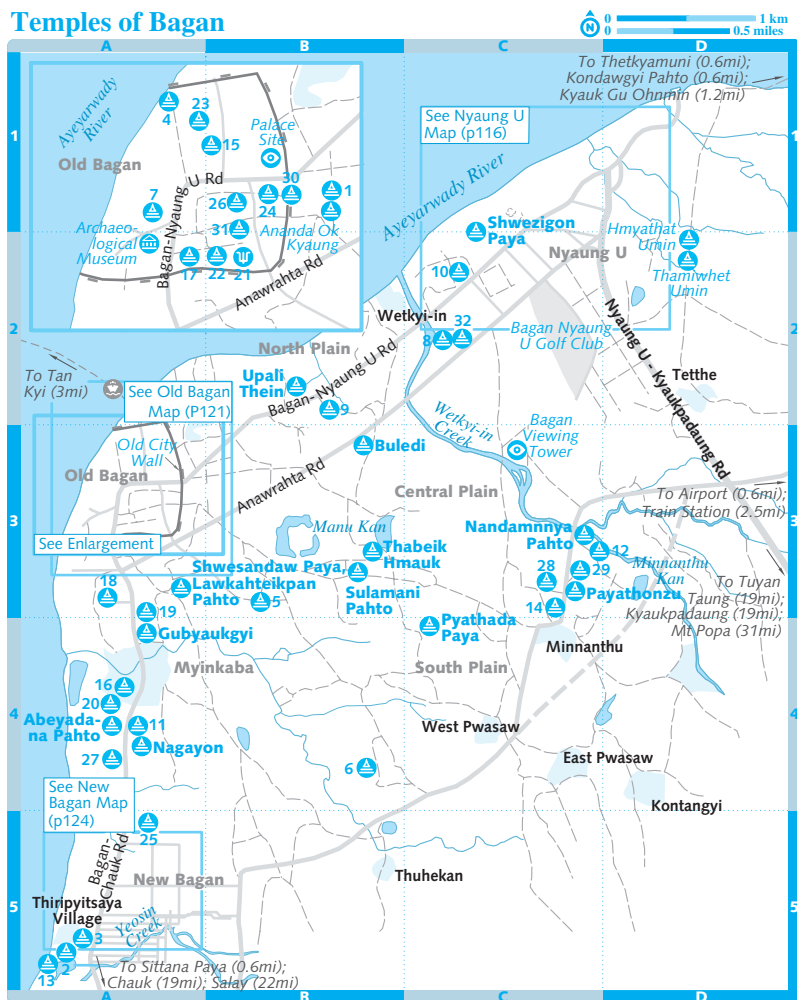 Temples of Bagan
N
0 1 km
0 0.5 miles
A
B
C
D
To Thetkyamuni (0.6mi);
Kondawgyi Pahto (0.6mi);
Kyauk Gu Ohnmin (1.2mi)
1
1
Ayeyarwady
River
4
23
15
Palace
Site
Old Bagan
U Rd
30
1
7
26
24
Archaeo-
logical
Museum
31
Ananda Ok
Kyaung
Bagan-Nyaung
17
22
21
Anawrahta Rd
See Nyaung U
Map (p116)
Ayeyarwady River
Shwezigon
Paya
Nyaung U
Hmyathat
Umin
Thamiwhet
Umin
10
Wetkyi-in
2
2
8
32
Bagan Nyaung
U Golf Club
Nyaung U - Kyaukpadaung Rd
North Plain
Bagan-Nyaung U Rd
To Tan
Kyi (3mi)
See Old Bagan
Map (P121)
Upali
Thein
9
Tetthe
Wetkyi-in
Creek
Bagan
Viewing
Tower
Old City
Wall
Buledi
Old Bagan
Anawrahta Rd
Central Plain
To Airport (0.6mi);
Train Station (2.5mi)
3
3
See Enlargement
Manu Kan
Thabeik
Hmauk
Nandamnnya
Pahto
12
Minnanthu
Kan
Shwesandaw Paya,
Lawkahteikpan
Pahto
5
Sulamani
Pahto
28
29
Payathonzu
14
To Tuyan
Taung (19mi);
Kyaukpadaung (19mi);
Mt Popa (31mi)
18
19
Gubyaukgyi
Pyathada
Paya
Minnanthu
Myinkaba
South Plain
16
20
4
4
Abeyada-
na Pahto
11
Nagayon
27
West Pwasaw
6
East Pwasaw
See New
Bagan Map
(p124)
Kontangyi
25
Bagan-
Chauk Rd
New Bagan
Thuhekan
5
5
Thiripyitsaya
Village
Yeosin
Creek
3
2
13
To Sittana Paya (0.6mi);
Chauk (19mi); Salay (22mi)
A
B
C
D